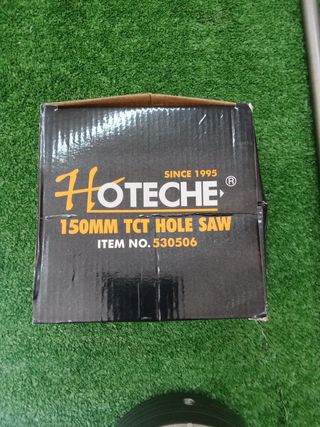 SINCE 1995
HOTECHE®
150MM TCT HOLE SAW
ITEM NO. 530506